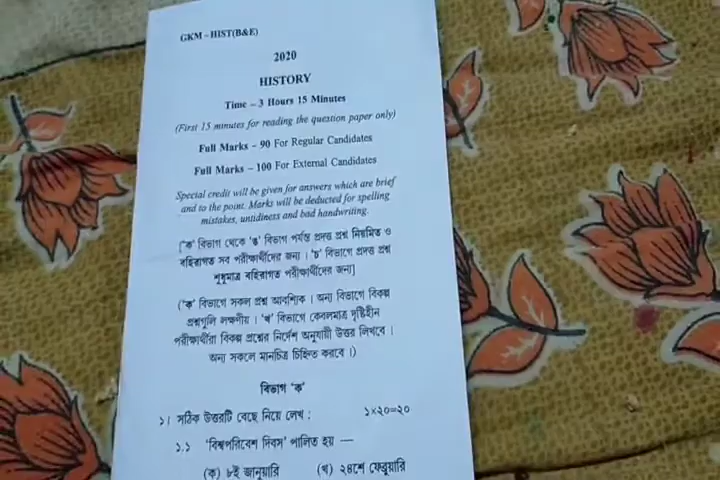 GKM – HIST(B&E)
2020
HISTORY
Time – 3 Hours 15 Minutes
(First 15 minutes for reading the question paper only)
Full Marks – 90 For Regular Candidates
Full Marks – 100 For External Candidates
Special credit will be given for answers which are brief
and to the point. Marks will be deducted for spelling
mistakes, untidiness and bad handwriting.
['ক' বিভাগ থেকে 'ঙ' বিভাগ পর্যন্ত প্রদত্ত প্রশ্ন নিয়মিত ও
বহিরাগত সব পরীক্ষার্থীদের জন্য। 'চ' বিভাগে প্রদত্ত প্রশ্ন
শুধুমাত্র বহিরাগত পরীক্ষার্থীদের জন্য]
('ক' বিভাগে সকল প্রশ্ন আবশ্যিক। অন্য বিভাগে বিকল্প
প্রশ্নগুলি লক্ষণীয়। 'খ' বিভাগে কেবলমাত্র দৃষ্টিহীন
পরীক্ষার্থীরা বিকল্প প্রশ্নের নির্দেশ অনুযায়ী উত্তর লিখবে।
অন্য সকলে মানচিত্র চিহ্নিত করবে।)
বিভাগ 'ক'
১। সঠিক উত্তরটি বেছে নিয়ে লেখ : ১×২০=২০
১.১ 'বিশ্বপরিবেশ দিবস' পালিত হয় —
(ক) ৮ই জানুয়ারি (খ) ২৪শে ফেব্রুয়ারি